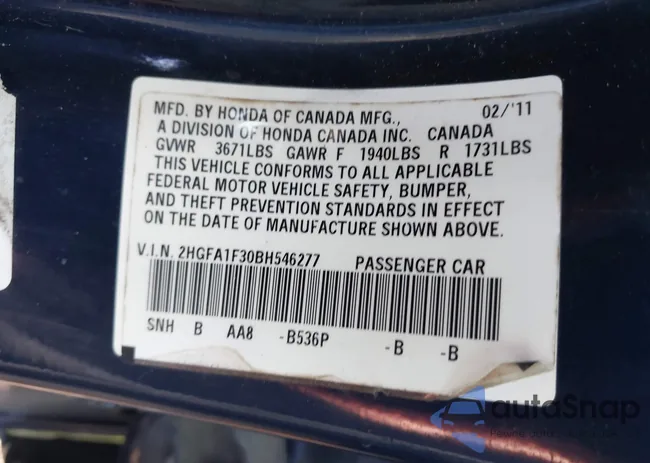 MFD. BY HONDA OF CANADA MFG., 02/'11
A DIVISION OF HONDA CANADA INC. CANADA
GVWR 3671LBS GAWR F 1940LBS R 1731LBS
THIS VEHICLE CONFORMS TO ALL APPLICABLE
FEDERAL MOTOR VEHICLE SAFETY, BUMPER,
AND THEFT PREVENTION STANDARDS IN EFFECT
ON THE DATE OF MANUFACTURE SHOWN ABOVE.
V.I.N. 2HGFA1F30BH546277 PASSENGER CAR
SNH B AA8 -B536P -B -B
autoSnap